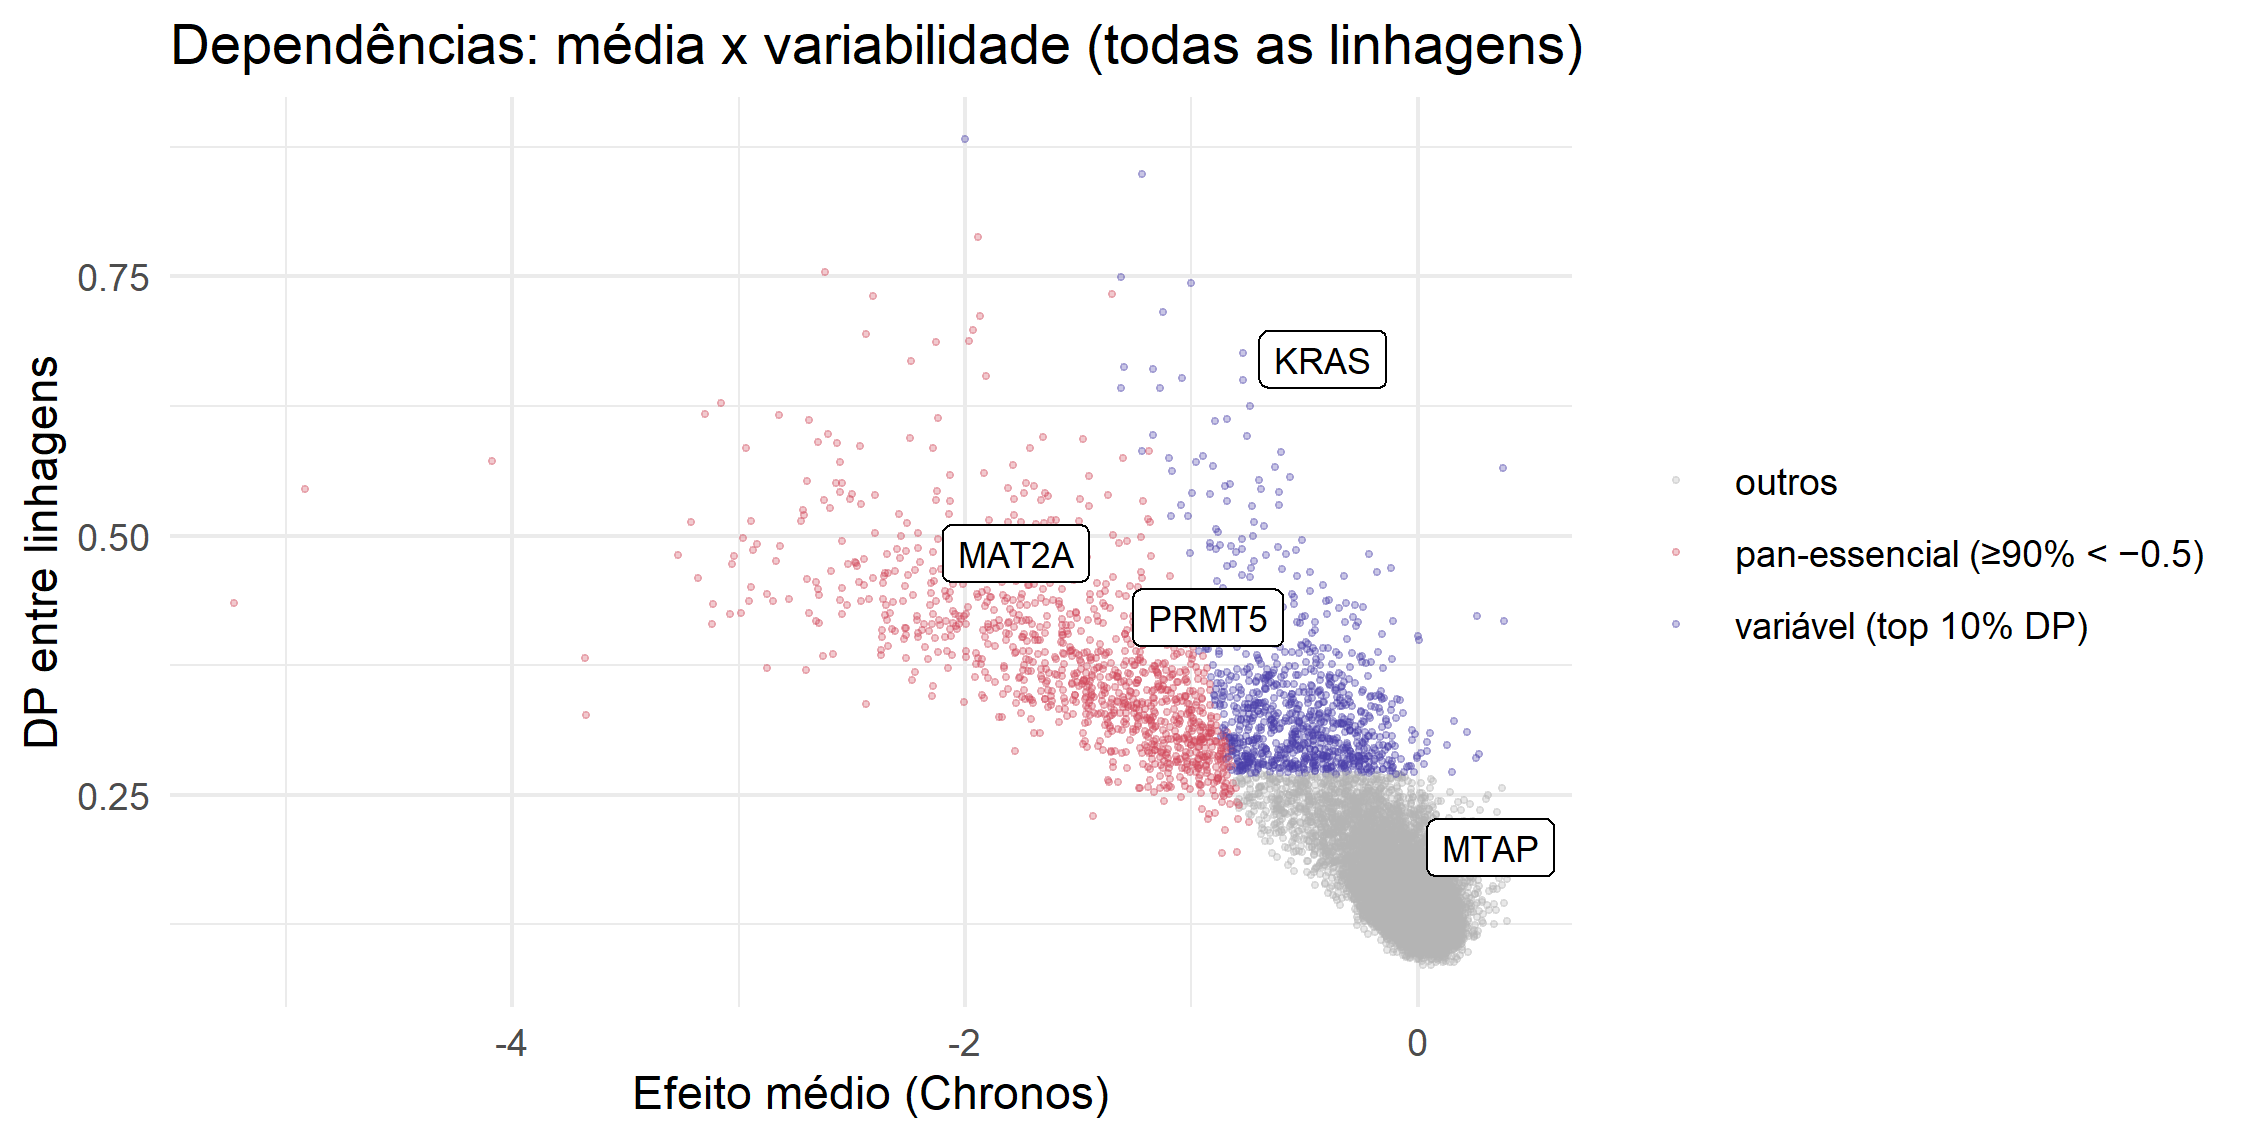 Dependências: média x variabilidade (todas as linhagens)
DP entre linhagens
0.75
0.50
0.25
KRAS
MAT2A
PRMT5
MTAP
-4
-2
0
Efeito médio (Chronos)
outros
pan-essencial (≥90% < −0.5)
variável (top 10% DP)